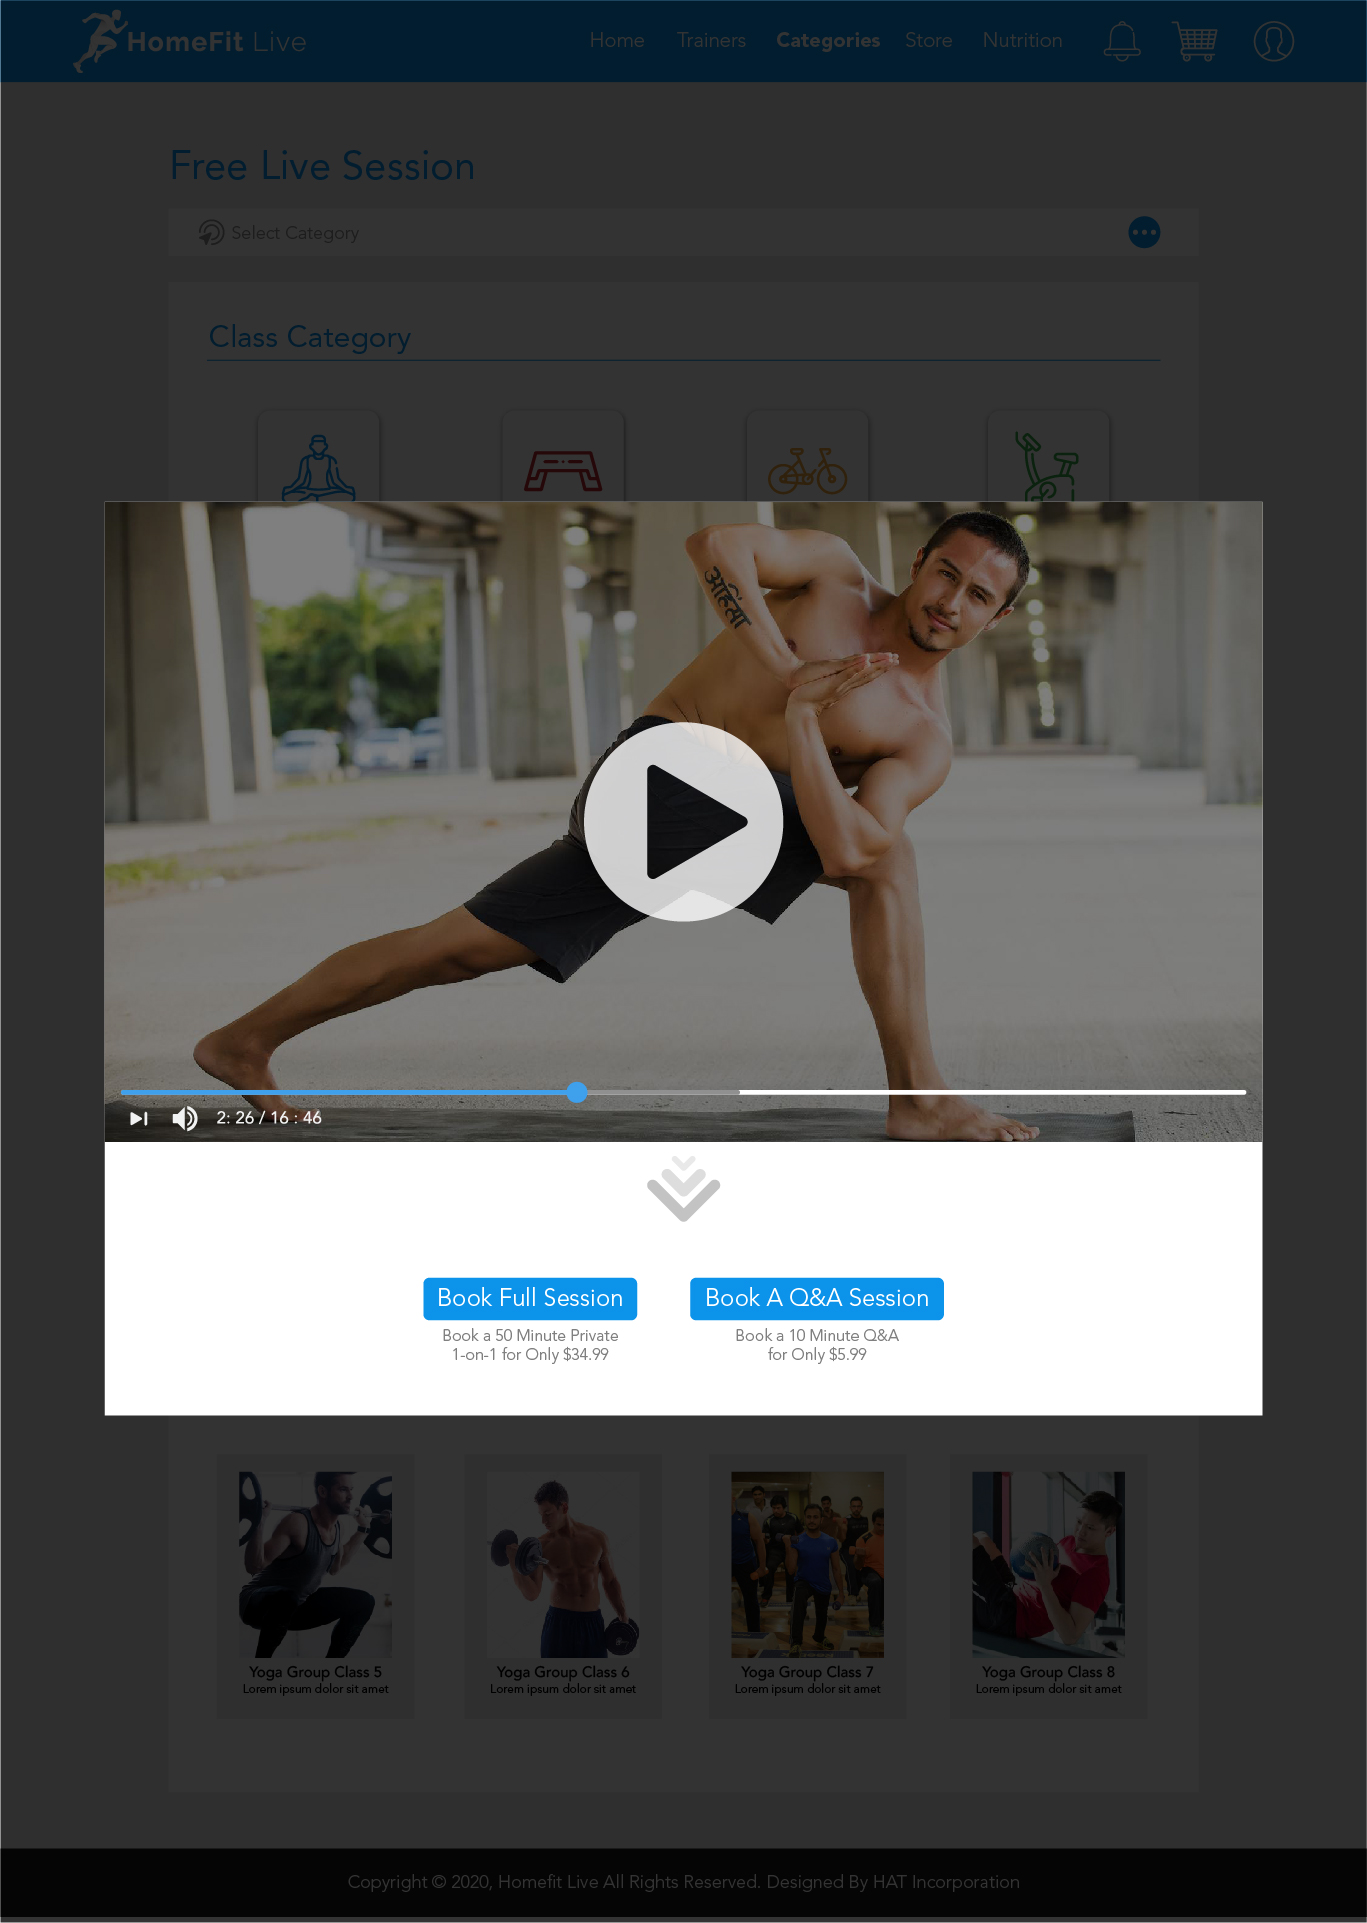 HomeFit Live
Home Trainers Categories Store Nutrition
Free Live Session
Select Category
Class Category
अहिंसा
2: 26 / 16 : 46
Book Full Session
Book a 50 Minute Private
1-on-1 for Only $34.99
Book A Q&A Session
Book a 10 Minute Q&A
for Only $5.99
Yoga Group Class 5
Lorem ipsum dolor sit amet
Yoga Group Class 6
Lorem ipsum dolor sit amet
Yoga Group Class 7
Lorem ipsum dolor sit amet
Yoga Group Class 8
Lorem ipsum dolor sit amet
Copyright © 2020, Homefit Live All Rights Reserved. Designed By HAT Incorporation